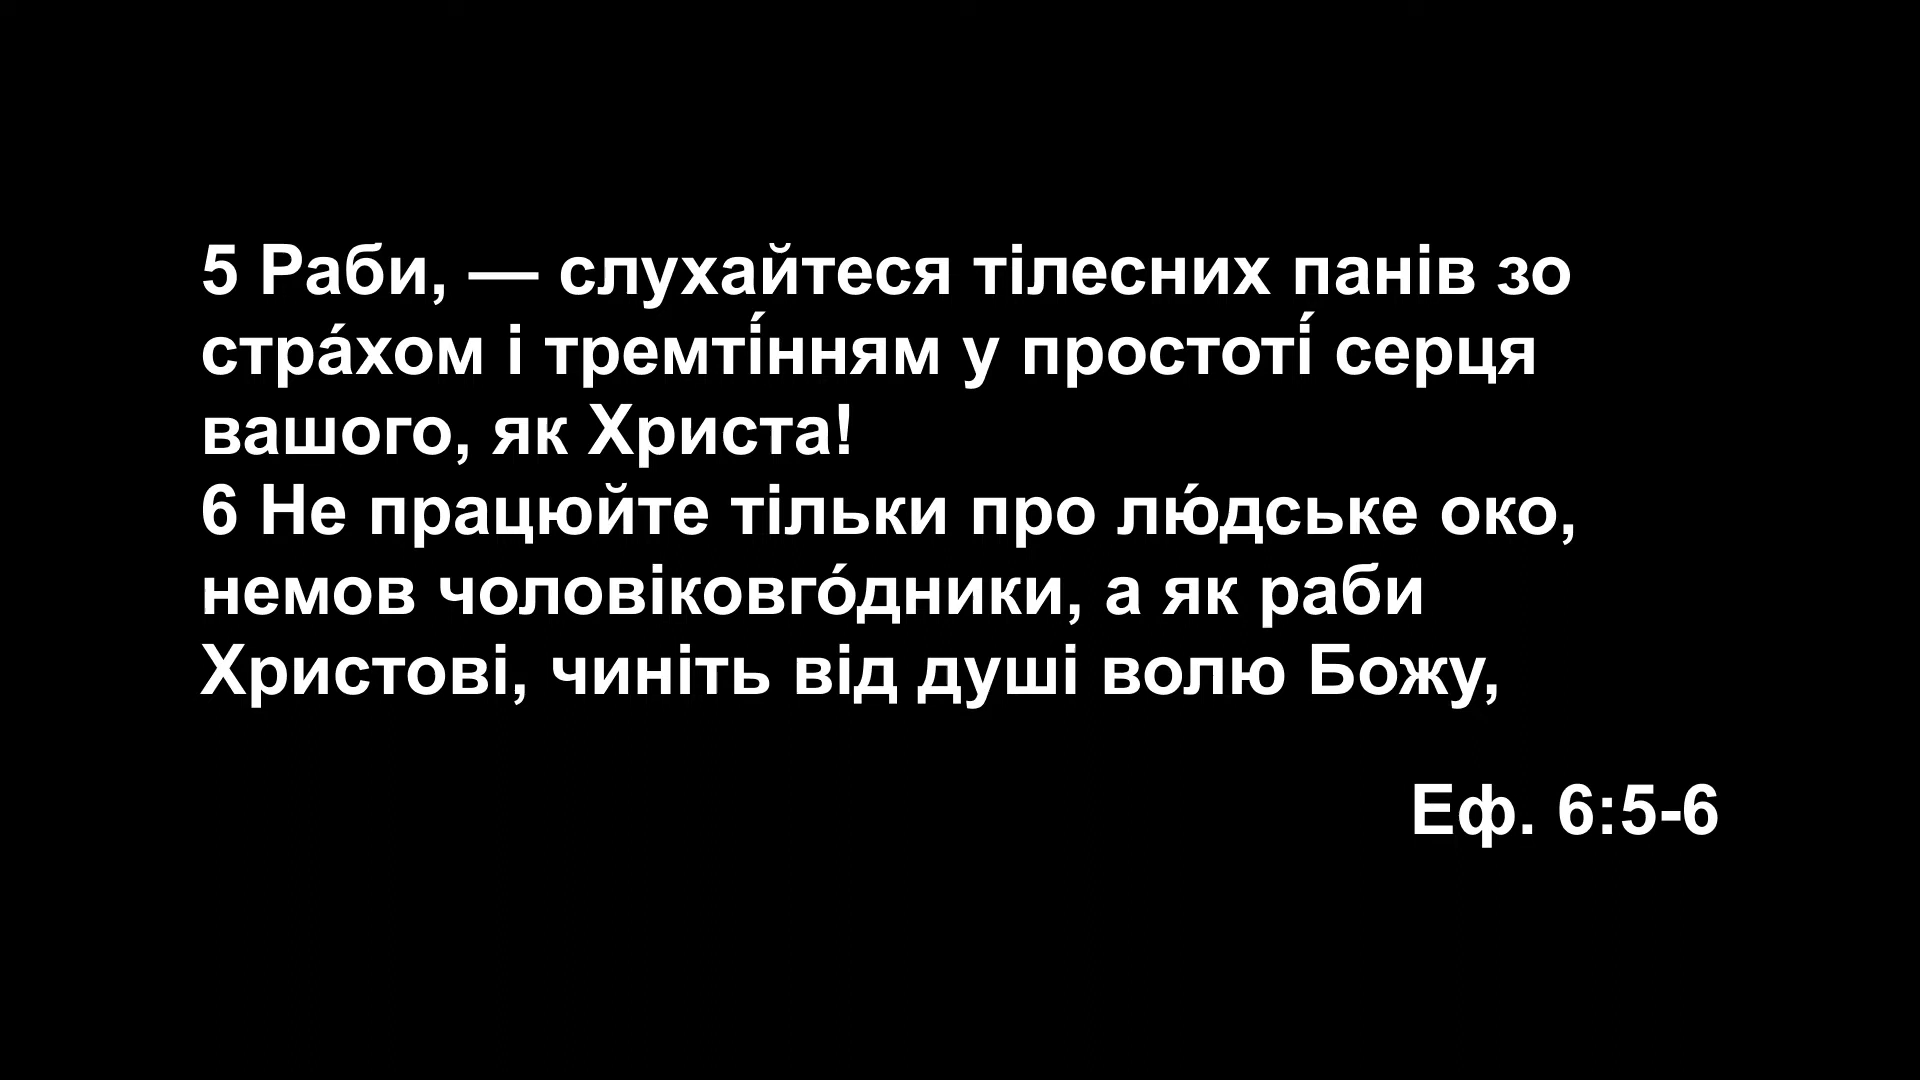 5 Раби, — слухайтеся тілесних панів зо
стра́хом і тремті́нням у простоті́ серця
вашого, як Христа!
6 Не працюйте тільки про лю́дське око,
немов чоловіковго́дники, а як раби
Христові, чиніть від душі волю Божу,
Еф. 6:5-6